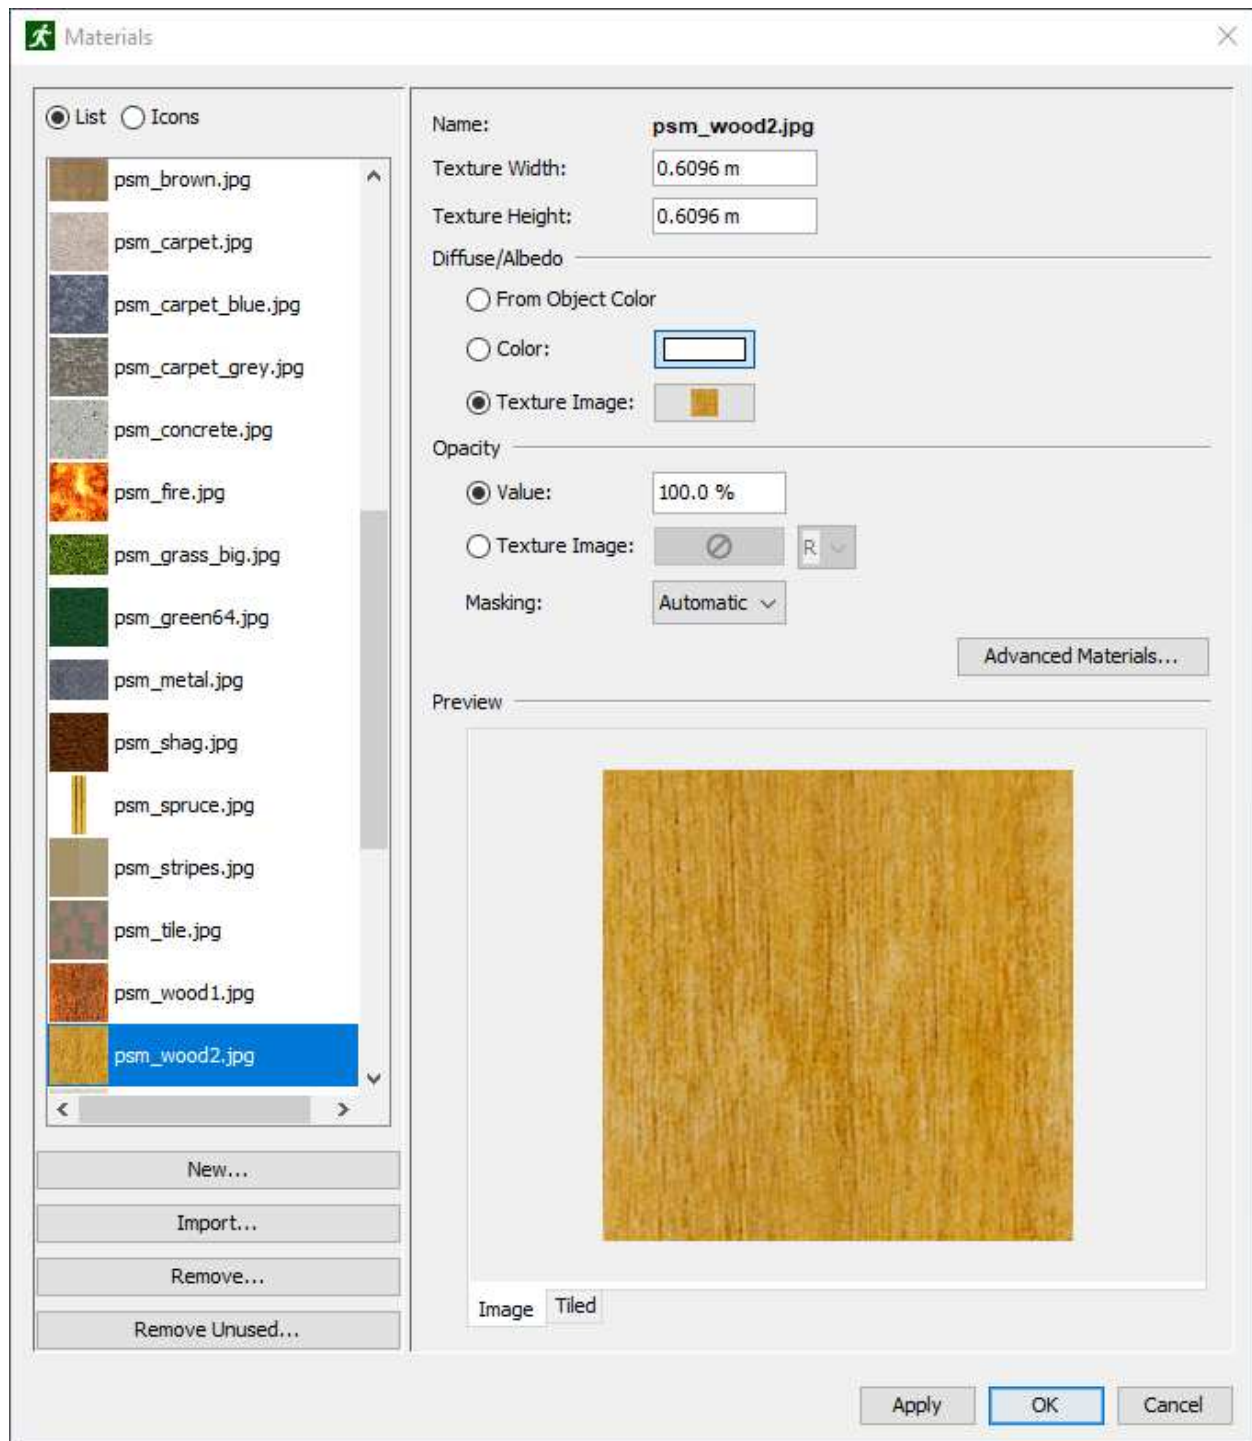 Materials
List
Icons
psm_brown.jpg
psm_carpet.jpg
psm_carpet_blue.jpg
psm_carpet_grey.jpg
psm_concrete.jpg
psm_fire.jpg
psm_grass_big.jpg
psm_green64.jpg
psm_metal.jpg
psm_shag.jpg
psm_spruce.jpg
psm_stripes.jpg
psm_tile.jpg
psm_wood1.jpg
psm_wood2.jpg
New...
Import...
Remove...
Remove Unused...
Name: psm_wood2.jpg
Texture Width: 0.6096 m
Texture Height: 0.6096 m
Diffuse/Albedo
From Object Color
Color:
Texture Image:
Opacity
Value: 100.0 %
Texture Image: R
Masking: Automatic
Advanced Materials...
Preview
Image Tiled
Apply OK Cancel